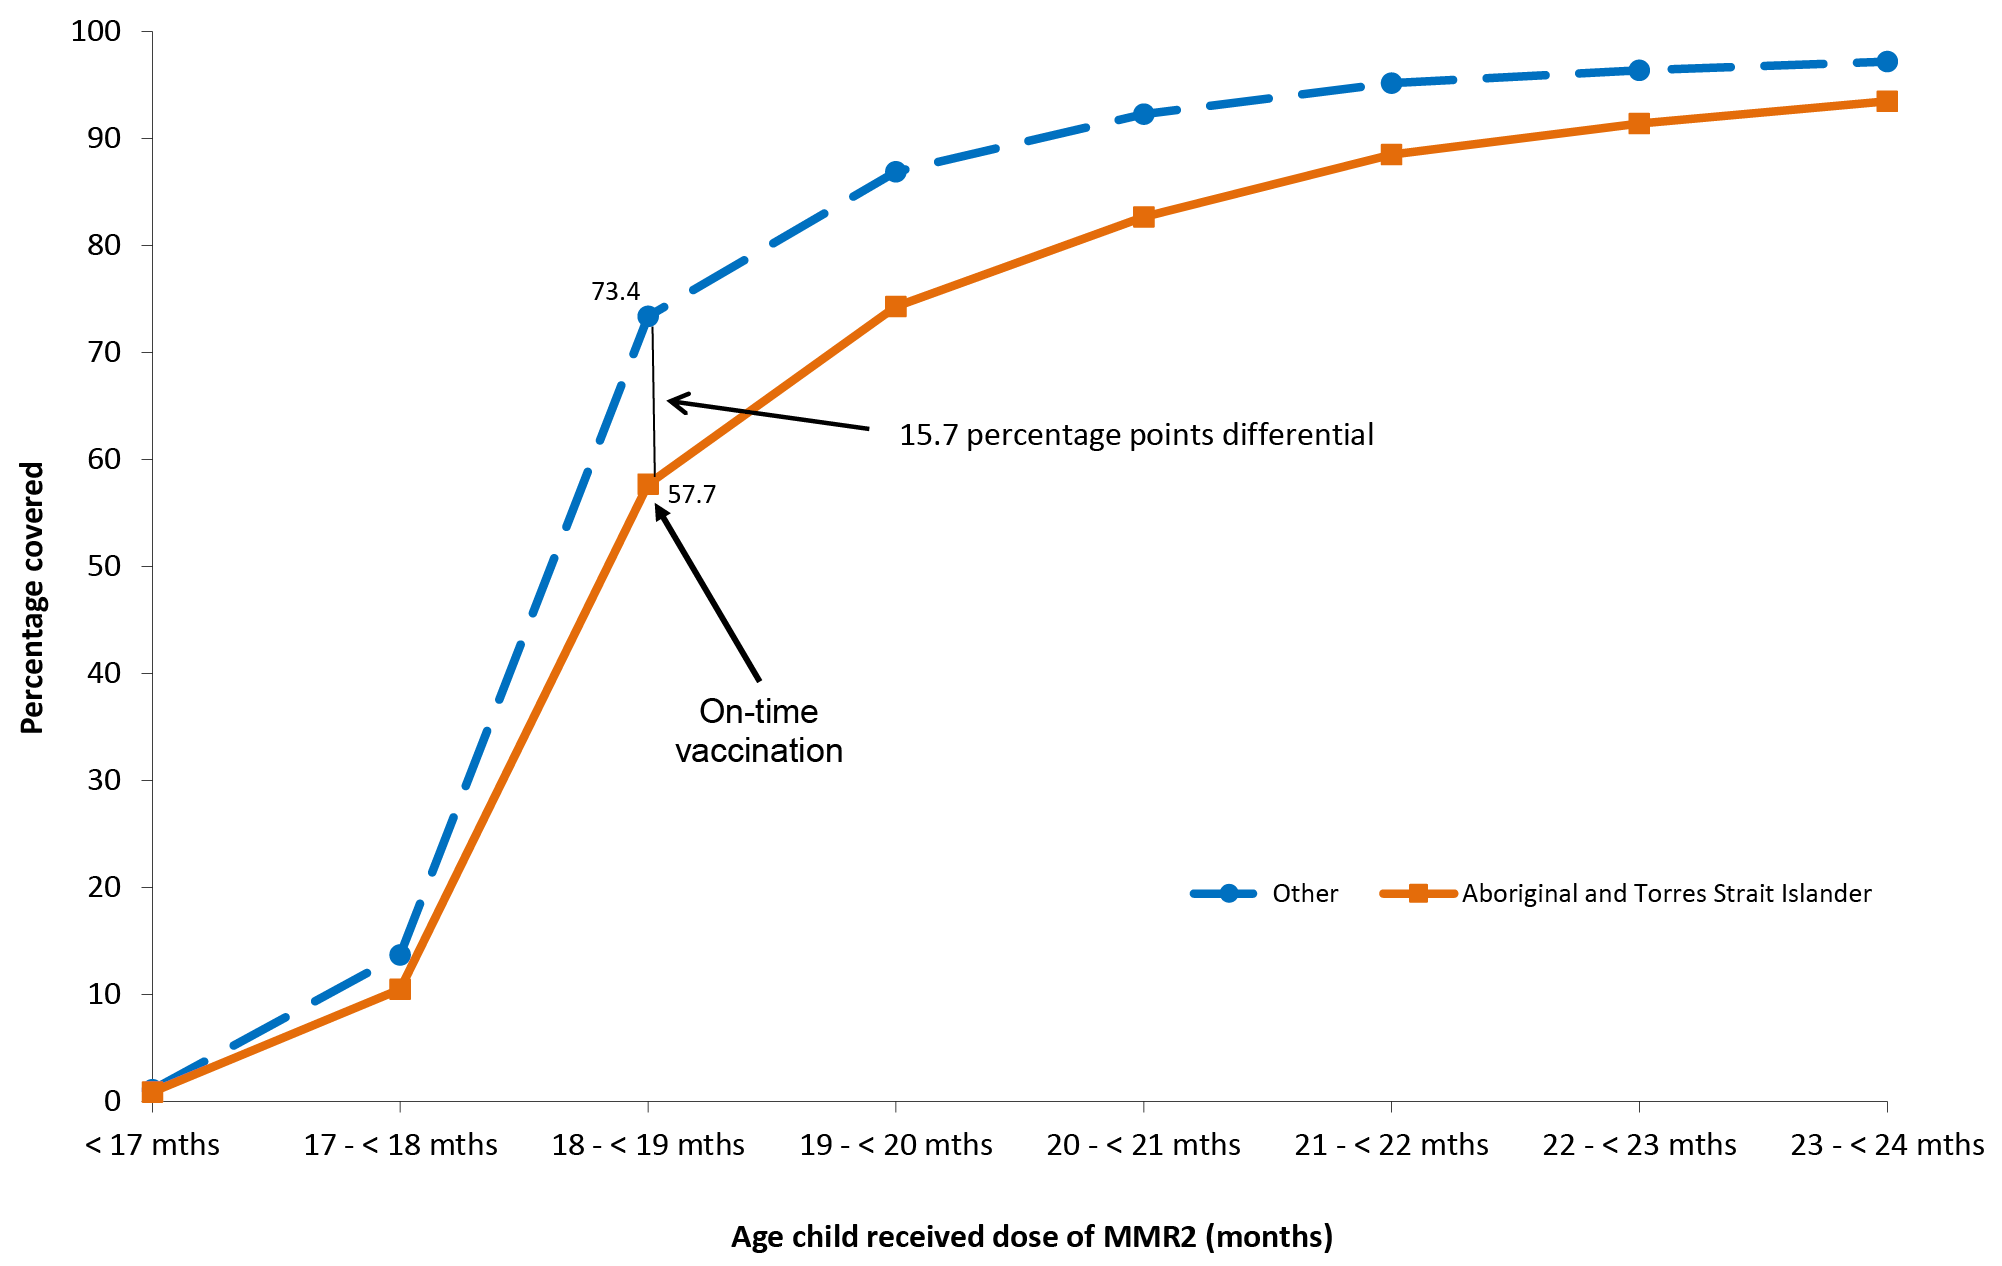 100
90
80
70
60
50
40
30
20
10
0
Percentage covered
73.4
15.7 percentage points differential
57.7
On-time
vaccination
Other
Aboriginal and Torres Strait Islander
< 17 mths
17 - < 18 mths
18 - < 19 mths
19 - < 20 mths
20 - < 21 mths
21 - < 22 mths
22 - < 23 mths
23 - < 24 mths
Age child received dose of MMR2 (months)